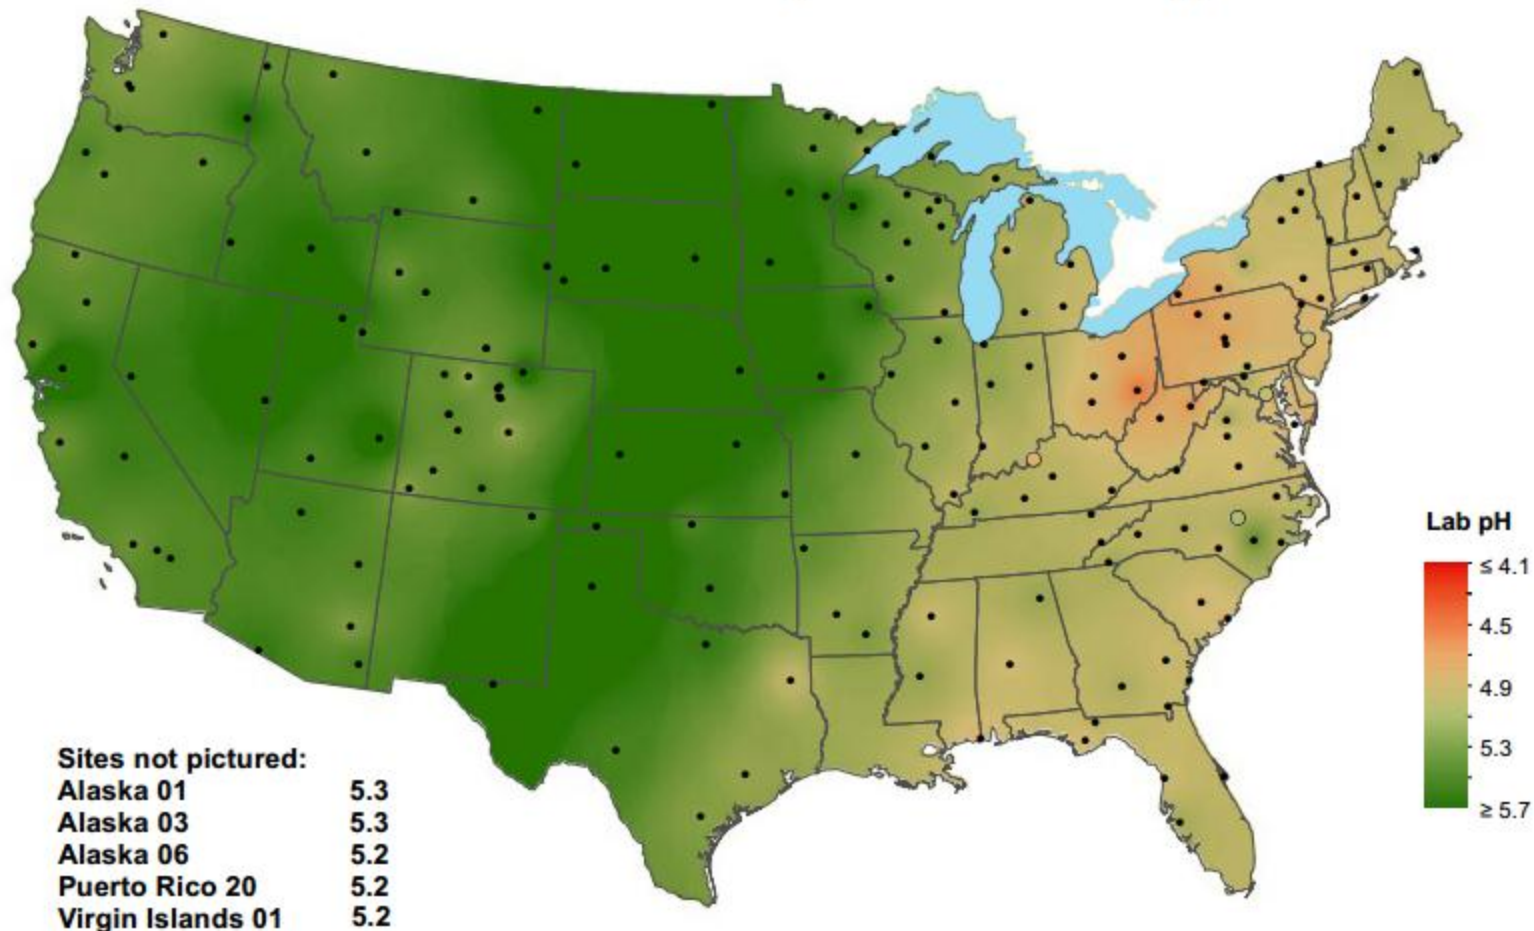 Lab pH
≤ 4.1
4.5
4.9
5.3
≥ 5.7
Sites not pictured:
Alaska 01 5.3
Alaska 03 5.3
Alaska 06 5.2
Puerto Rico 20 5.2
Virgin Islands 01 5.2